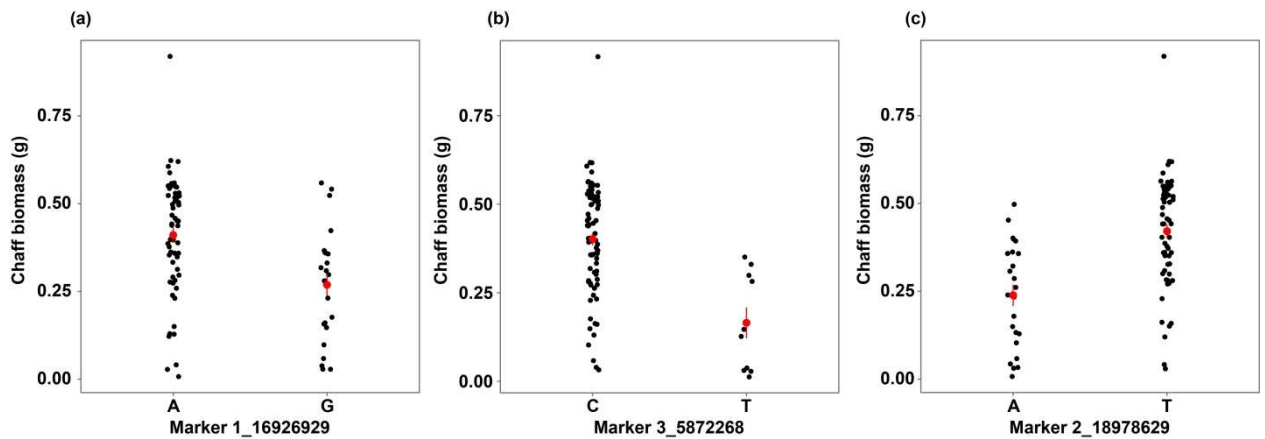 (a)
Chaff biomass (g)
0.75
0.50
0.25
0.00
A G
Marker 1_16926929
(b)
Chaff biomass (g)
0.75
0.50
0.25
0.00
C T
Marker 3_5872268
(c)
Chaff biomass (g)
0.75
0.50
0.25
0.00
A T
Marker 2_18978629